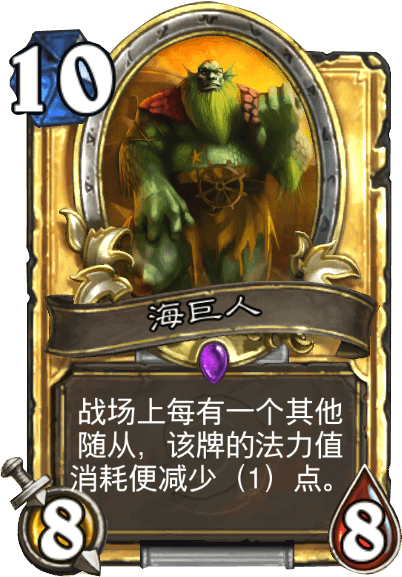 10
海巨人
战场上每有一个其他
随从，该牌的法力值
消耗便减少（1）点。
8
8